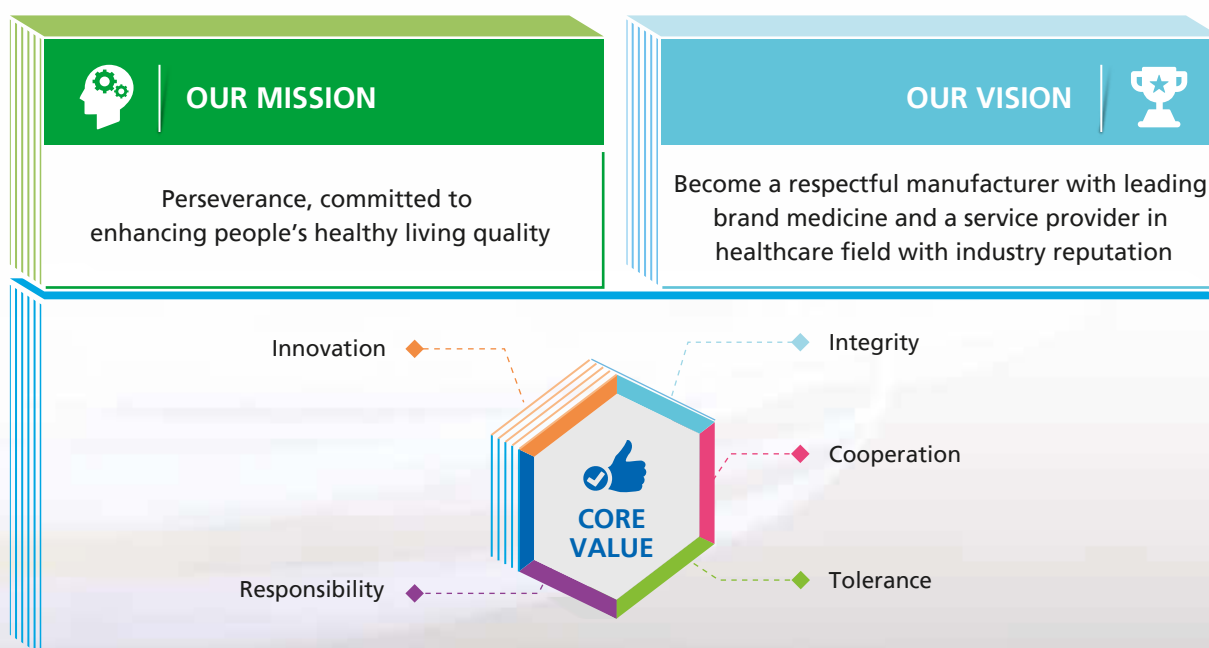 OUR MISSION
Perseverance, committed to
enhancing people’s healthy living quality
OUR VISION
Become a respectful manufacturer with leading
brand medicine and a service provider in
healthcare field with industry reputation
Innovation
Integrity
Cooperation
CORE
VALUE
Responsibility
Tolerance